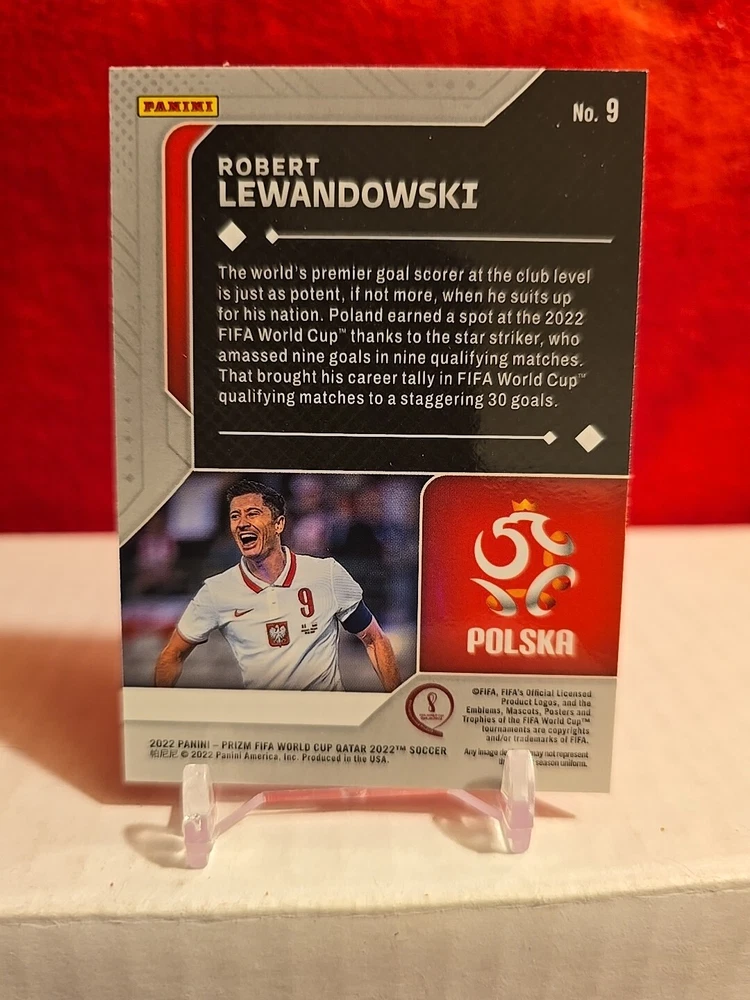 PANINI
No. 9
ROBERT
LEWANDOWSKI
The world's premier goal scorer at the club level
is just as potent, if not more, when he suits up
for his nation. Poland earned a spot at the 2022
FIFA World Cup™ thanks to the star striker, who
amassed nine goals in nine qualifying matches.
That brought his career tally in FIFA World Cup™
qualifying matches to a staggering 30 goals.
9
POLSKA
©FIFA, FIFA's Official Licensed
Product Logos, and the
Emblems, Mascots, Posters and
Trophies of the FIFA World Cup™
tournaments are copyrights
and/or trademarks of FIFA.
2022 PANINI – PRIZM FIFA WORLD CUP QATAR 2022™ SOCCER
帕尼尼 © 2022 Panini America, Inc. Produced in the USA.
Any image may not represent
season uniform.